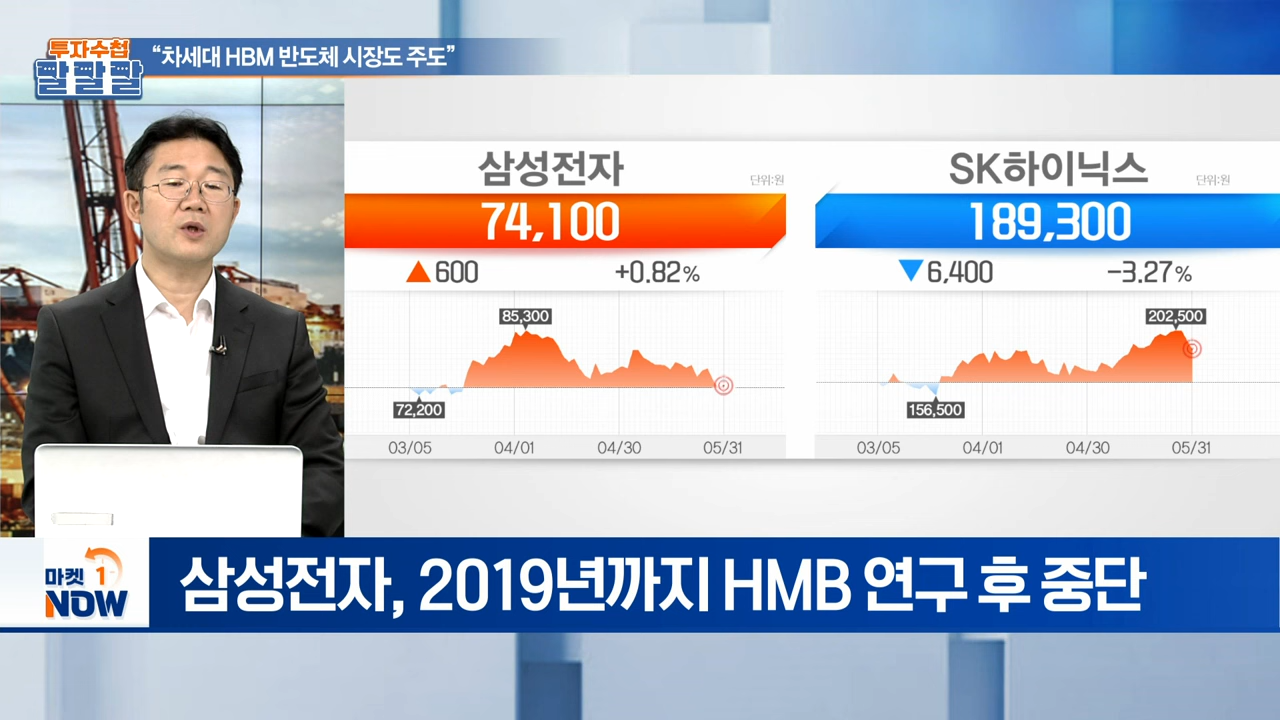 투자수첩
팔팔팔
“차세대 HBM 반도체 시장도 주도”
삼성전자
단위:원
74,100
▲600
+0.82%
85,300
72,200
03/05
04/01
04/30
05/31
SK하이닉스
단위:원
189,300
▼6,400
-3.27%
202,500
156,500
03/05
04/01
04/30
05/31
마켓 1
NOW
삼성전자, 2019년까지 HMB 연구 후 중단